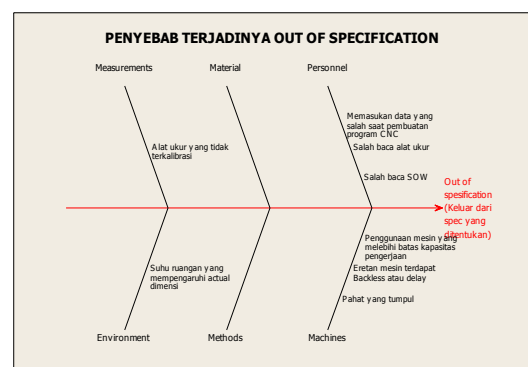 PENYEBAB TERJADINYA OUT OF SPECIFICATION
Measurements
Material
Personnel
Memasukan data yang
salah saat pembuatan
program CNC
Alat ukur yang tidak
terkalibrasi
Salah baca alat ukur
Salah baca SOW
Out of
spesification
(Keluar dari
spec yang
ditentukan)
Penggunaan mesin yang
melebihi batas kapasitas
pengerjaan
Suhu ruangan yang
mempengaruhi actual
dimensi
Eretan mesin terdapat
Backless atau delay
Pahat yang tumpul
Environment
Methods
Machines